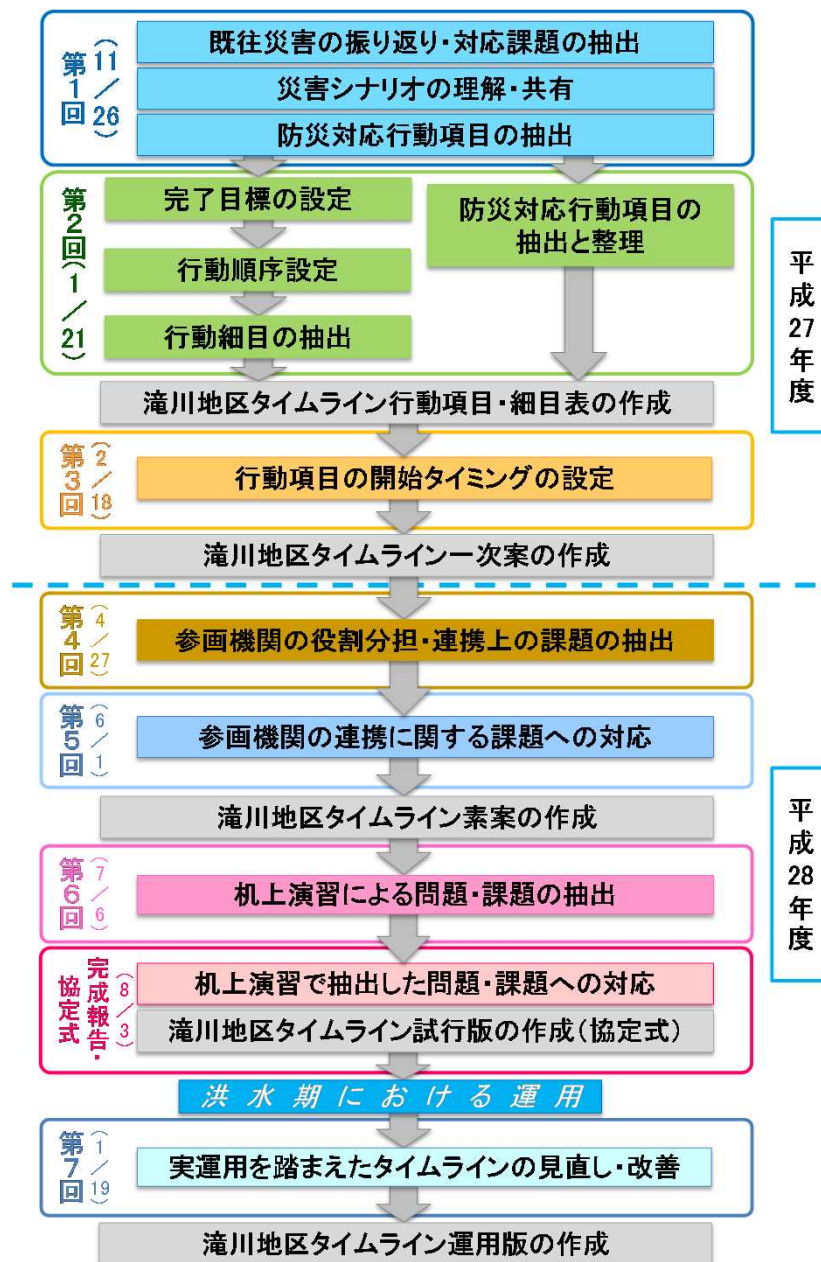 第1回(11/26)
既往災害の振り返り・対応課題の抽出
災害シナリオの理解・共有
防災対応行動項目の抽出
第2回(1/21)
完了目標の設定
行動順序設定
行動細目の抽出
防災対応行動項目の
抽出と整理
平成27年度
滝川地区タイムライン行動項目・細目表の作成
第3回(2/18)
行動項目の開始タイミングの設定
滝川地区タイムライン一次案の作成
第4回(4/27)
参画機関の役割分担・連携上の課題の抽出
第5回(6/1)
参画機関の連携に関する課題への対応
滝川地区タイムライン素案の作成
平成28年度
第6回(7/6)
机上演習による問題・課題の抽出
完成報告・
協定式
(8/3)
机上演習で抽出した問題・課題への対応
滝川地区タイムライン試行版の作成(協定式)
洪水期における運用
第7回(1/19)
実運用を踏まえたタイムラインの見直し・改善
滝川地区タイムライン運用版の作成